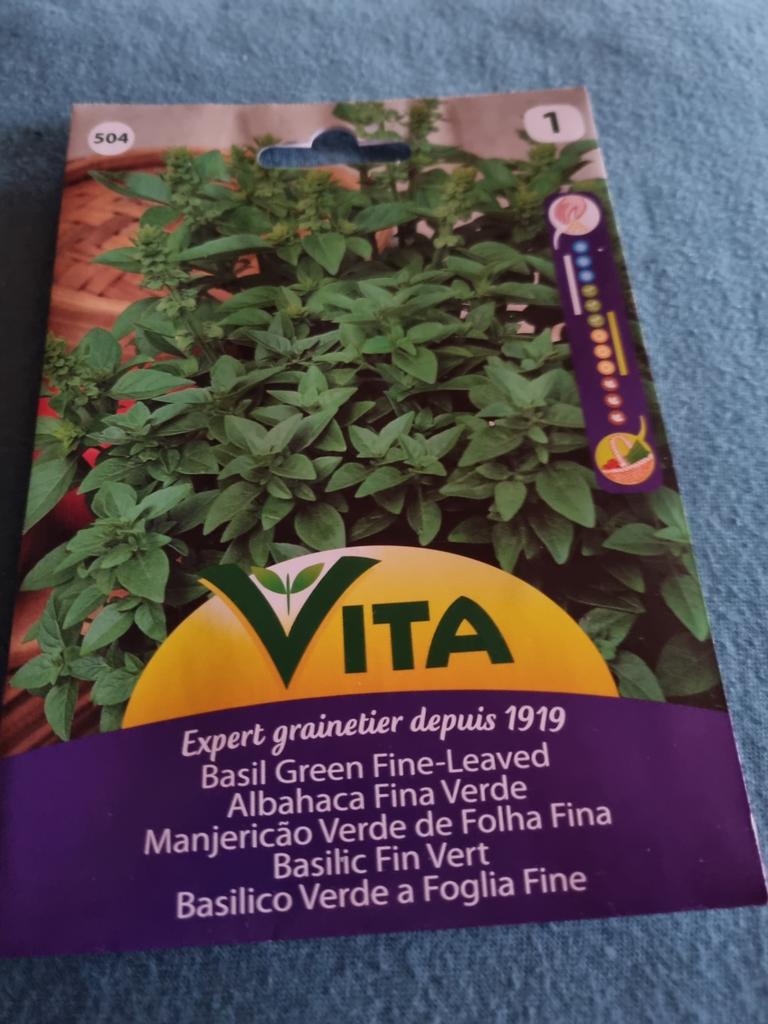 504
1
VITA
Expert grainetier depuis 1919
Basil Green Fine-Leaved
Albahaca Fina Verde
Manjericão Verde de Folha Fina
Basilic Fin Vert
Basilico Verde a Foglia Fine